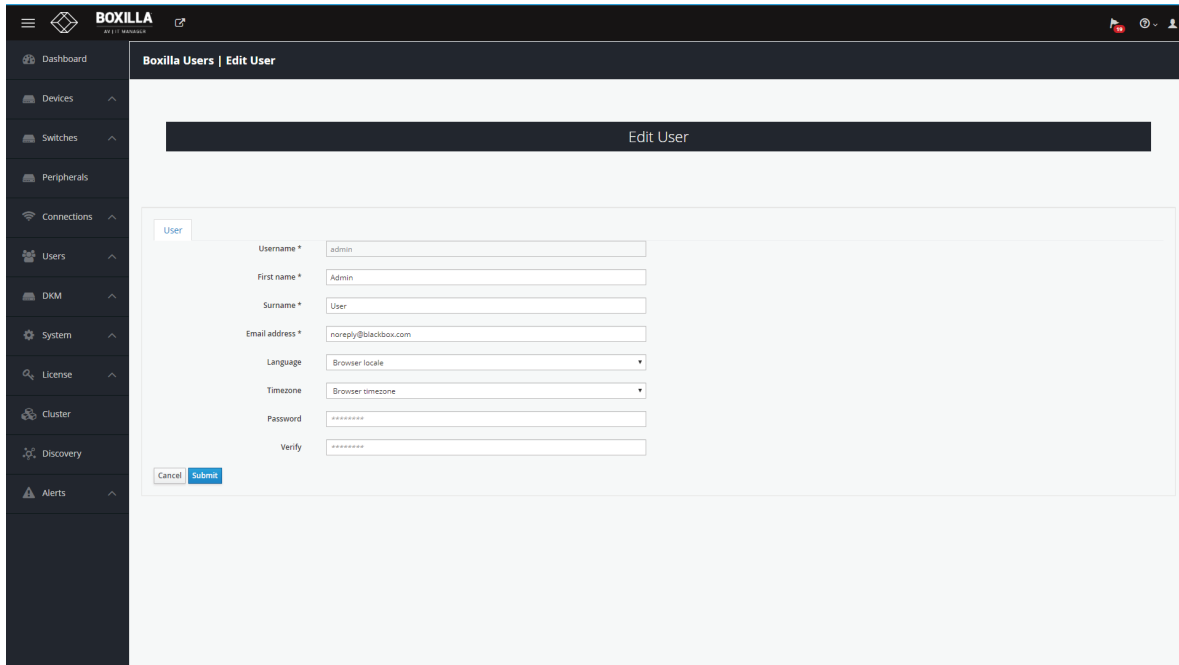 BOXILLA
AV | IT MANAGER
10
Dashboard
Devices
Switches
Peripherals
Connections
Users
DKM
System
License
Cluster
Discovery
Alerts
Boxilla Users | Edit User
Edit User
User
Username * admin
First name * Admin
Surname * User
Email address * noreply@blackbox.com
Language Browser locale
Timezone Browser timezone
Password ********
Verify ********
Cancel Submit